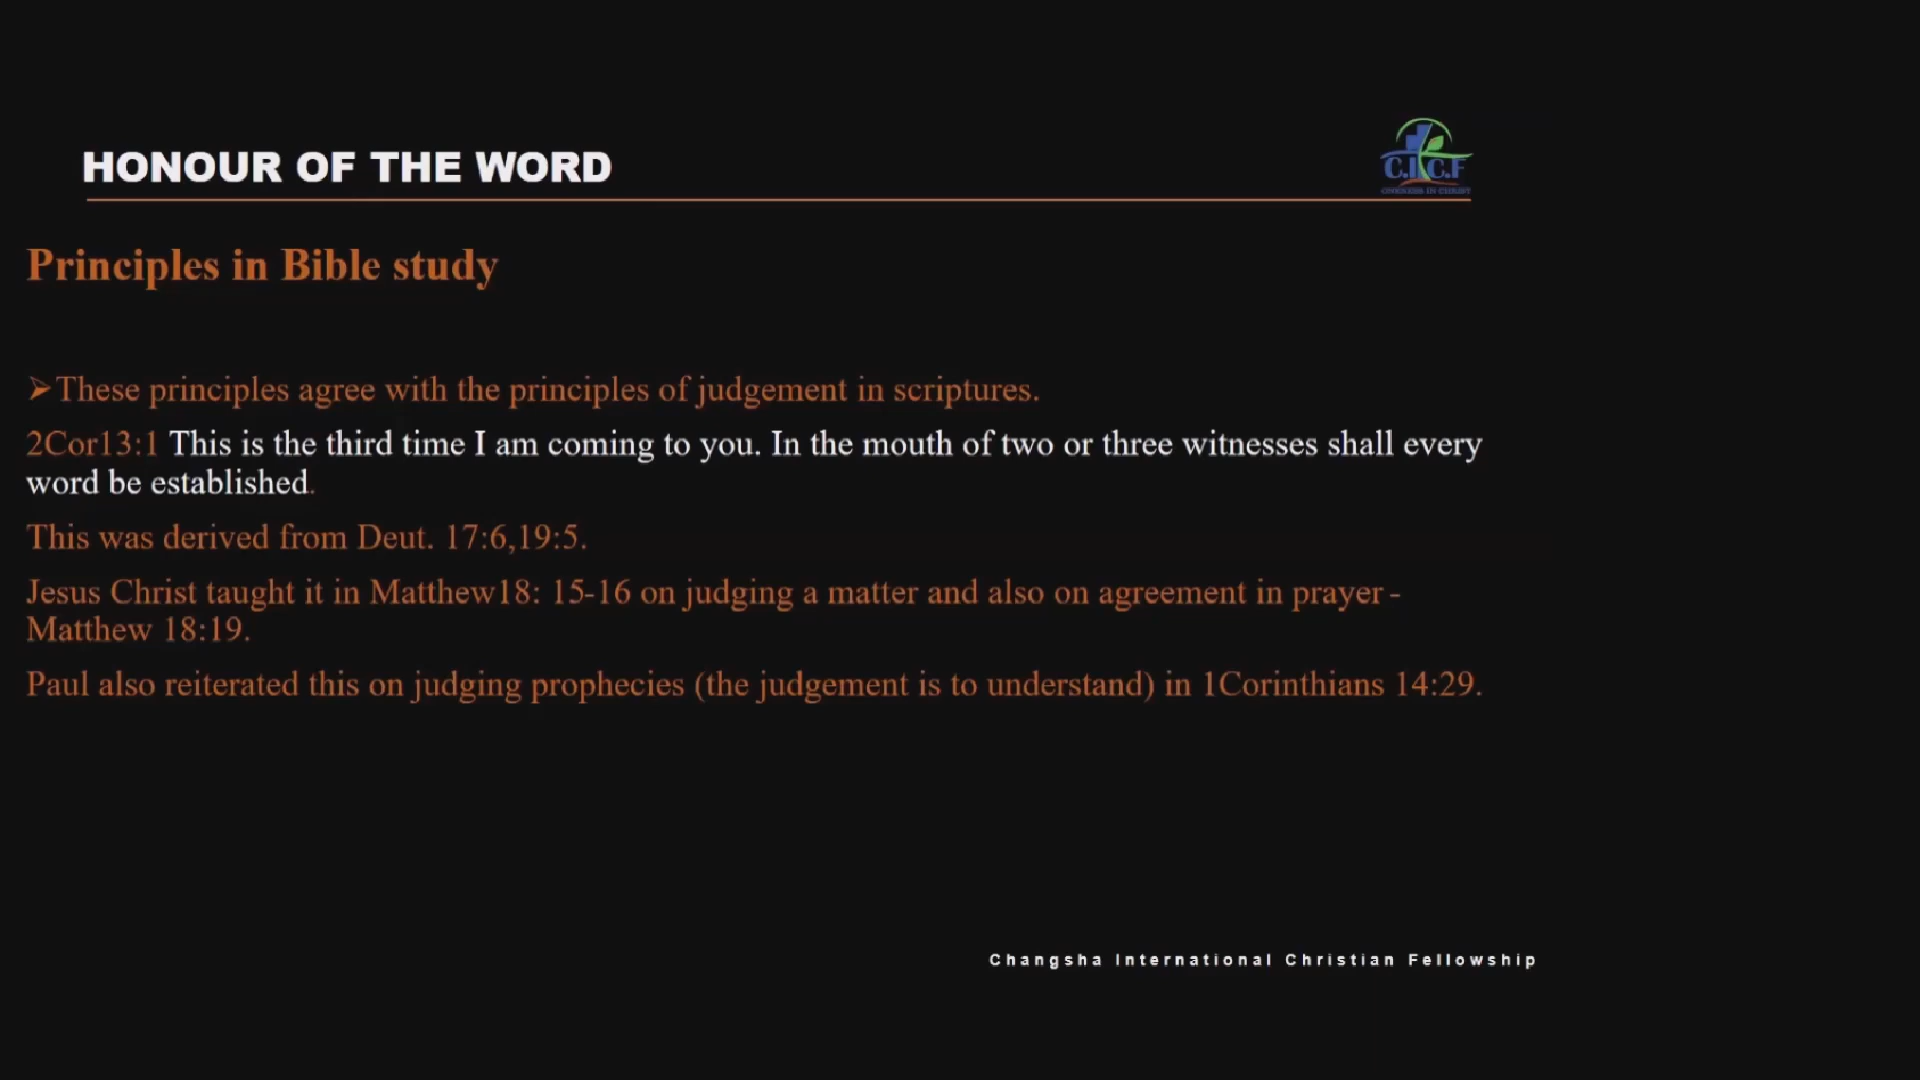 HONOUR OF THE WORD
C.I.C.F
Principles in Bible study
➢These principles agree with the principles of judgement in scriptures.
2Cor13:1 This is the third time I am coming to you. In the mouth of two or three witnesses shall every
word be established.
This was derived from Deut. 17:6,19:5.
Jesus Christ taught it in Matthew18: 15-16 on judging a matter and also on agreement in prayer-
Matthew 18:19.
Paul also reiterated this on judging prophecies (the judgement is to understand) in 1Corinthians 14:29.
Changsha International Christian Fellowship